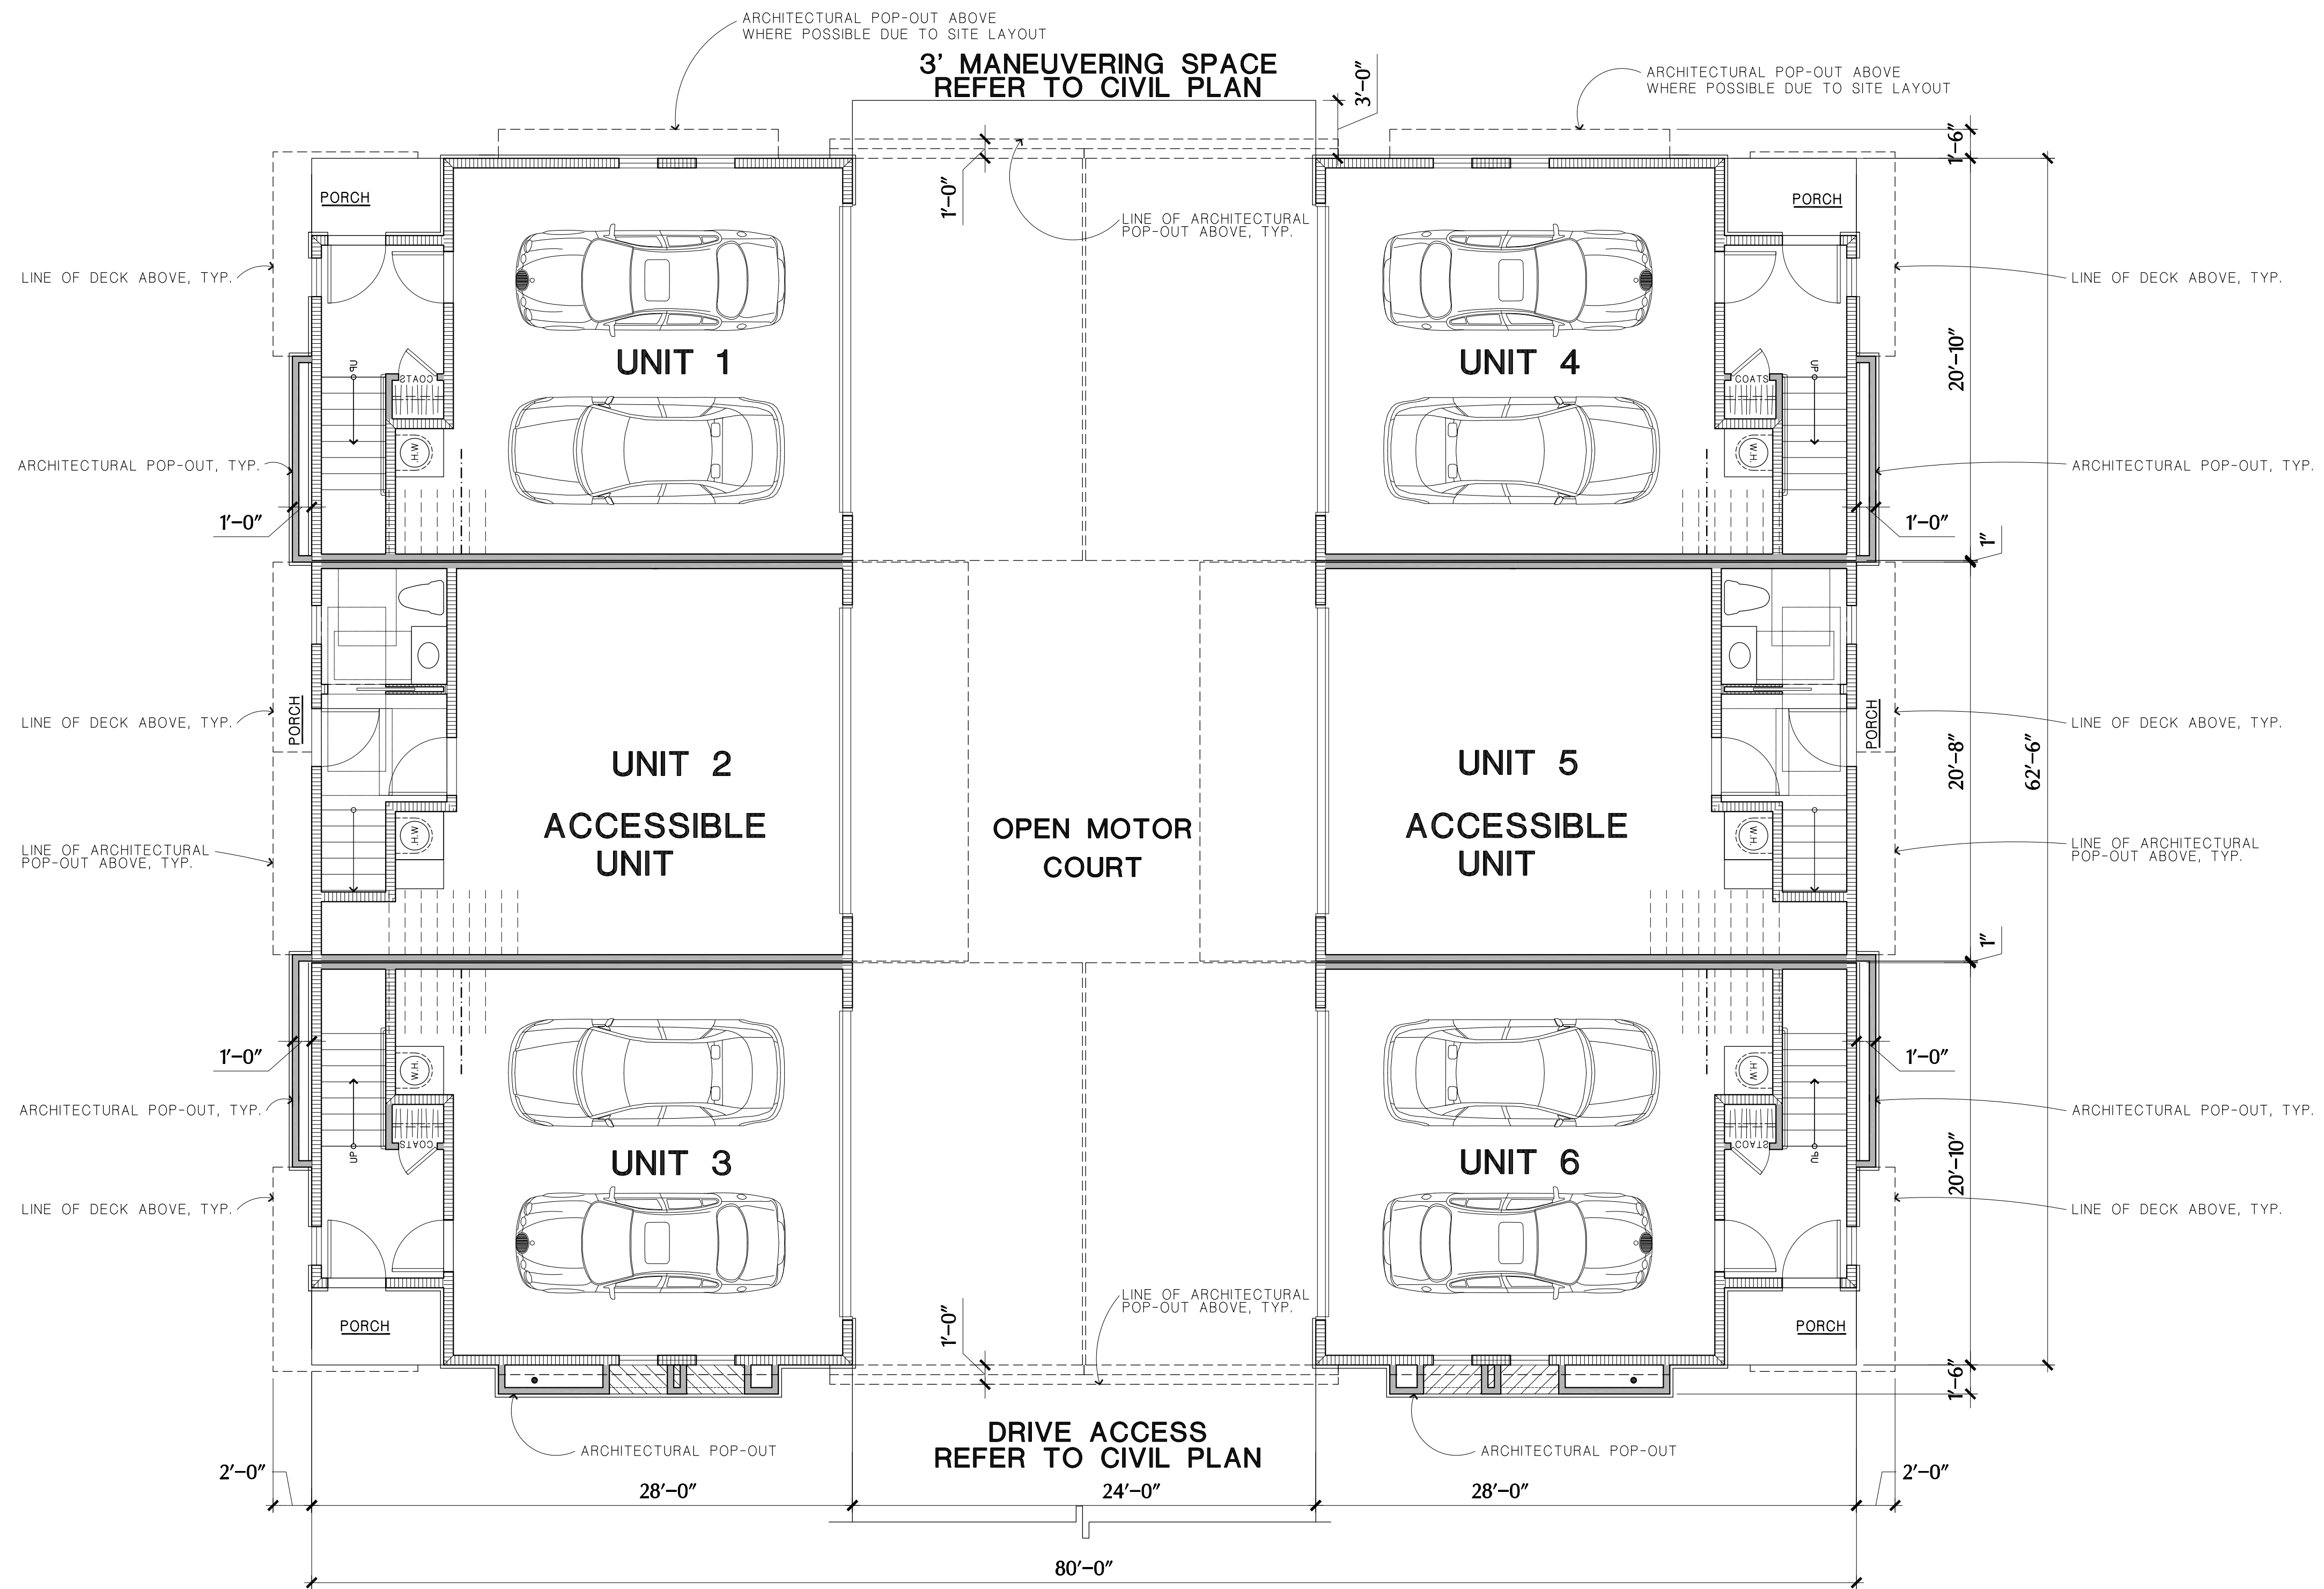 ARCHITECTURAL POP-OUT ABOVE
WHERE POSSIBLE DUE TO SITE LAYOUT
3' MANEUVERING SPACE
REFER TO CIVIL PLAN
3'-0"
ARCHITECTURAL POP-OUT ABOVE
WHERE POSSIBLE DUE TO SITE LAYOUT
1'-6"
PORCH
1'-0"
LINE OF ARCHITECTURAL
POP-OUT ABOVE, TYP.
PORCH
LINE OF DECK ABOVE, TYP.
LINE OF DECK ABOVE, TYP.
UNIT 1
UNIT 4
20'-10"
UP
COATS
COATS
UP
W.H.
W.H.
ARCHITECTURAL POP-OUT, TYP.
ARCHITECTURAL POP-OUT, TYP.
1'-0"
1'-0"
1"
LINE OF DECK ABOVE, TYP.
PORCH
PORCH
LINE OF DECK ABOVE, TYP.
UNIT 2
UNIT 5
20'-8"
62'-6"
ACCESSIBLE
UNIT
OPEN MOTOR
COURT
ACCESSIBLE
UNIT
W.H.
W.H.
LINE OF ARCHITECTURAL
POP-OUT ABOVE, TYP.
LINE OF ARCHITECTURAL
POP-OUT ABOVE, TYP.
1"
1'-0"
1'-0"
W.H.
W.H.
ARCHITECTURAL POP-OUT, TYP.
ARCHITECTURAL POP-OUT, TYP.
COATS
UP
COATS
UP
UNIT 3
UNIT 6
20'-10"
LINE OF DECK ABOVE, TYP.
LINE OF DECK ABOVE, TYP.
PORCH
1'-0"
LINE OF ARCHITECTURAL
POP-OUT ABOVE, TYP.
PORCH
1'-6"
DRIVE ACCESS
REFER TO CIVIL PLAN
ARCHITECTURAL POP-OUT
ARCHITECTURAL POP-OUT
2'-0"
28'-0"
24'-0"
28'-0"
2'-0"
80'-0"